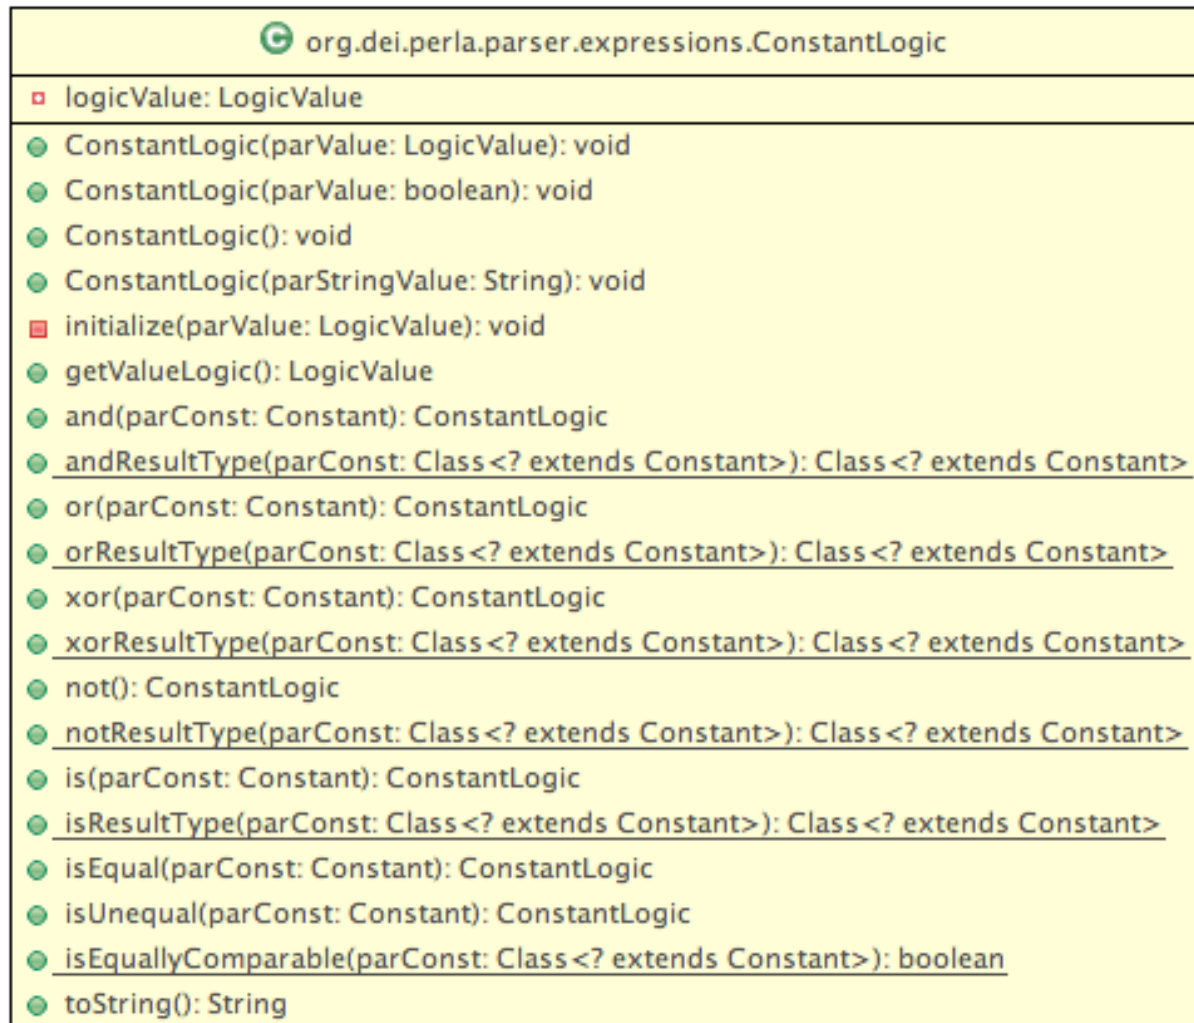 C org.dei.perla.parser.expressions.ConstantLogic
logicValue: LogicValue
ConstantLogic(parValue: LogicValue): void
ConstantLogic(parValue: boolean): void
ConstantLogic(): void
ConstantLogic(parStringValue: String): void
initialize(parValue: LogicValue): void
getValueLogic(): LogicValue
and(parConst: Constant): ConstantLogic
andResultType(parConst: Class<? extends Constant>): Class<? extends Constant>
or(parConst: Constant): ConstantLogic
orResultType(parConst: Class<? extends Constant>): Class<? extends Constant>
xor(parConst: Constant): ConstantLogic
xorResultType(parConst: Class<? extends Constant>): Class<? extends Constant>
not(): ConstantLogic
notResultType(parConst: Class<? extends Constant>): Class<? extends Constant>
is(parConst: Constant): ConstantLogic
isResultType(parConst: Class<? extends Constant>): Class<? extends Constant>
isEqual(parConst: Constant): ConstantLogic
isUnequal(parConst: Constant): ConstantLogic
isEquallyComparable(parConst: Class<? extends Constant>): boolean
toString(): String